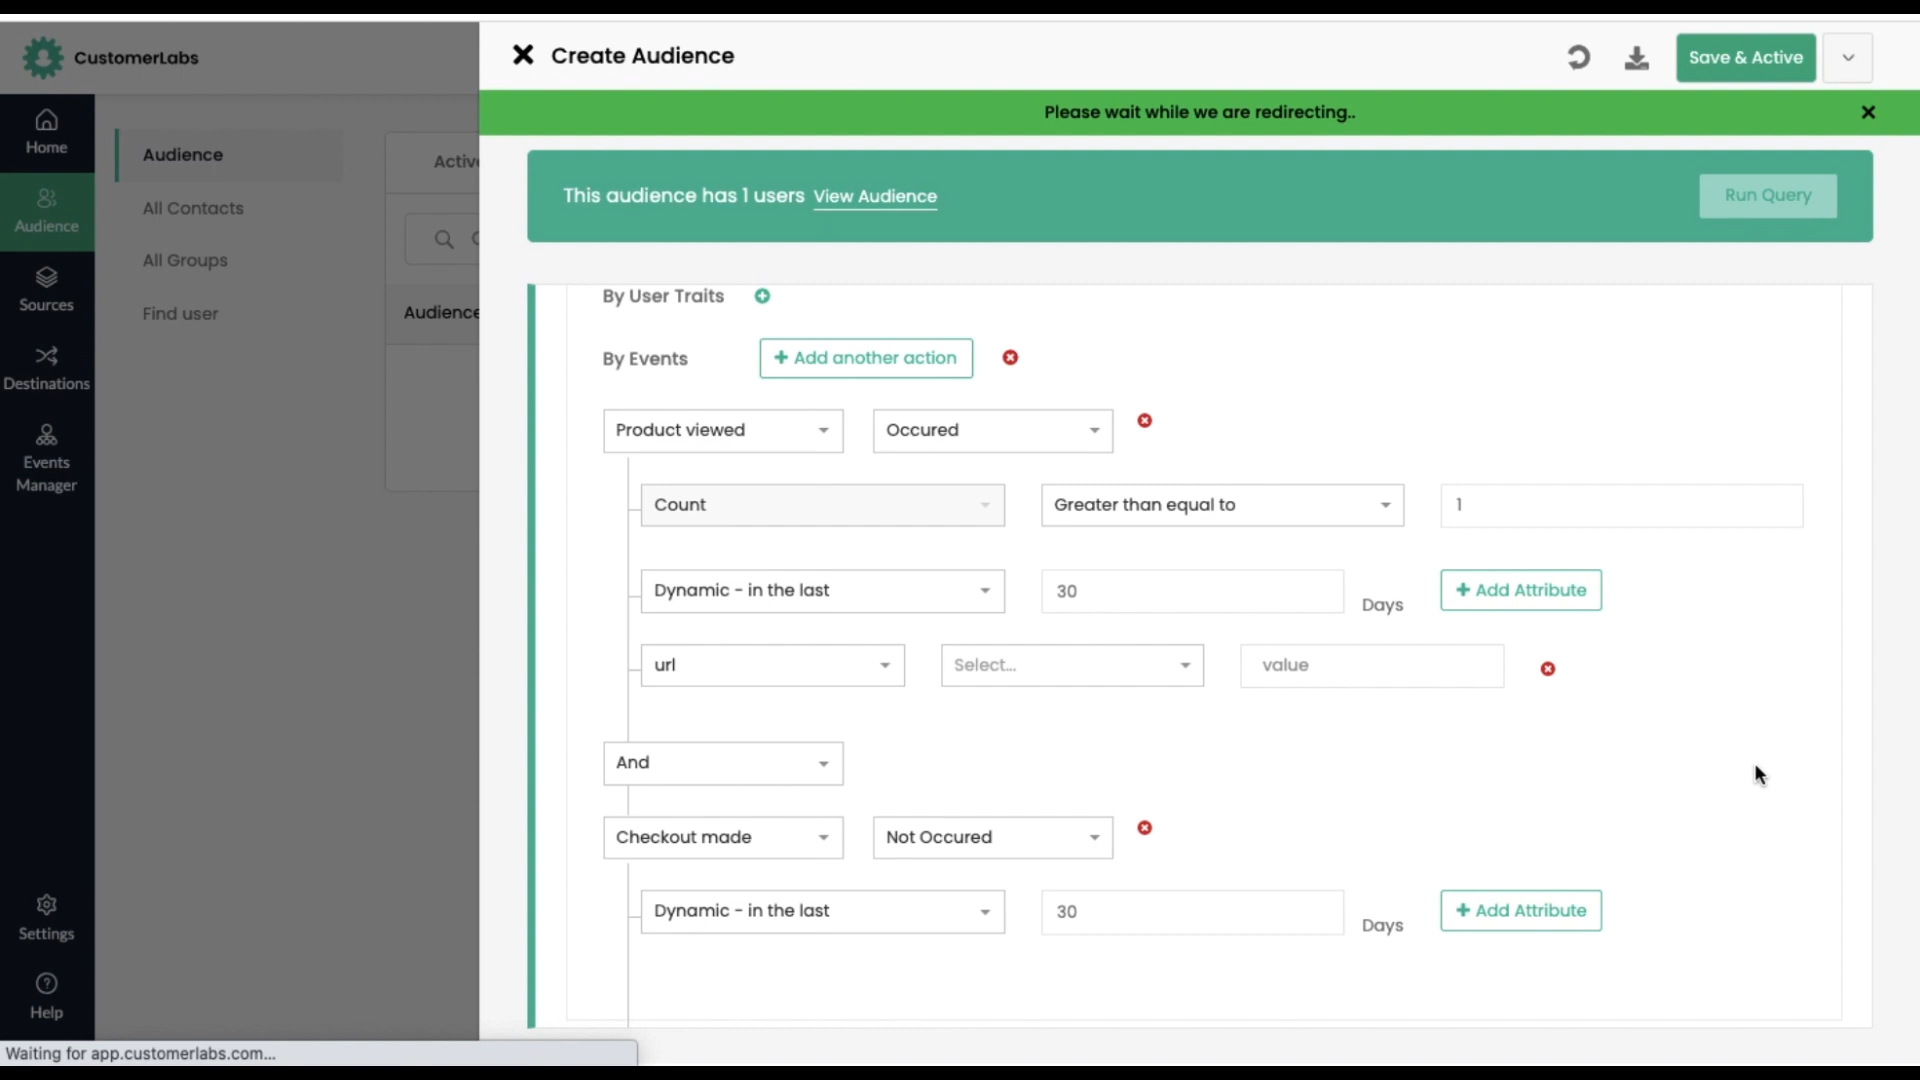 CustomerLabs
Create Audience
Save & Active
Please wait while we are redirecting..
Home
Audience
Sources
Destinations
Events
Manager
Settings
Help
Audience
All Contacts
All Groups
Find user
Activ
Audience
This audience has 1 users View Audience
Run Query
By User Traits
By Events
+ Add another action
Product viewed
Occured
Count
Greater than equal to
1
Dynamic - in the last
30
Days
+ Add Attribute
url
Select...
value
And
Checkout made
Not Occured
Dynamic - in the last
30
Days
+ Add Attribute
Waiting for app.customerlabs.com...